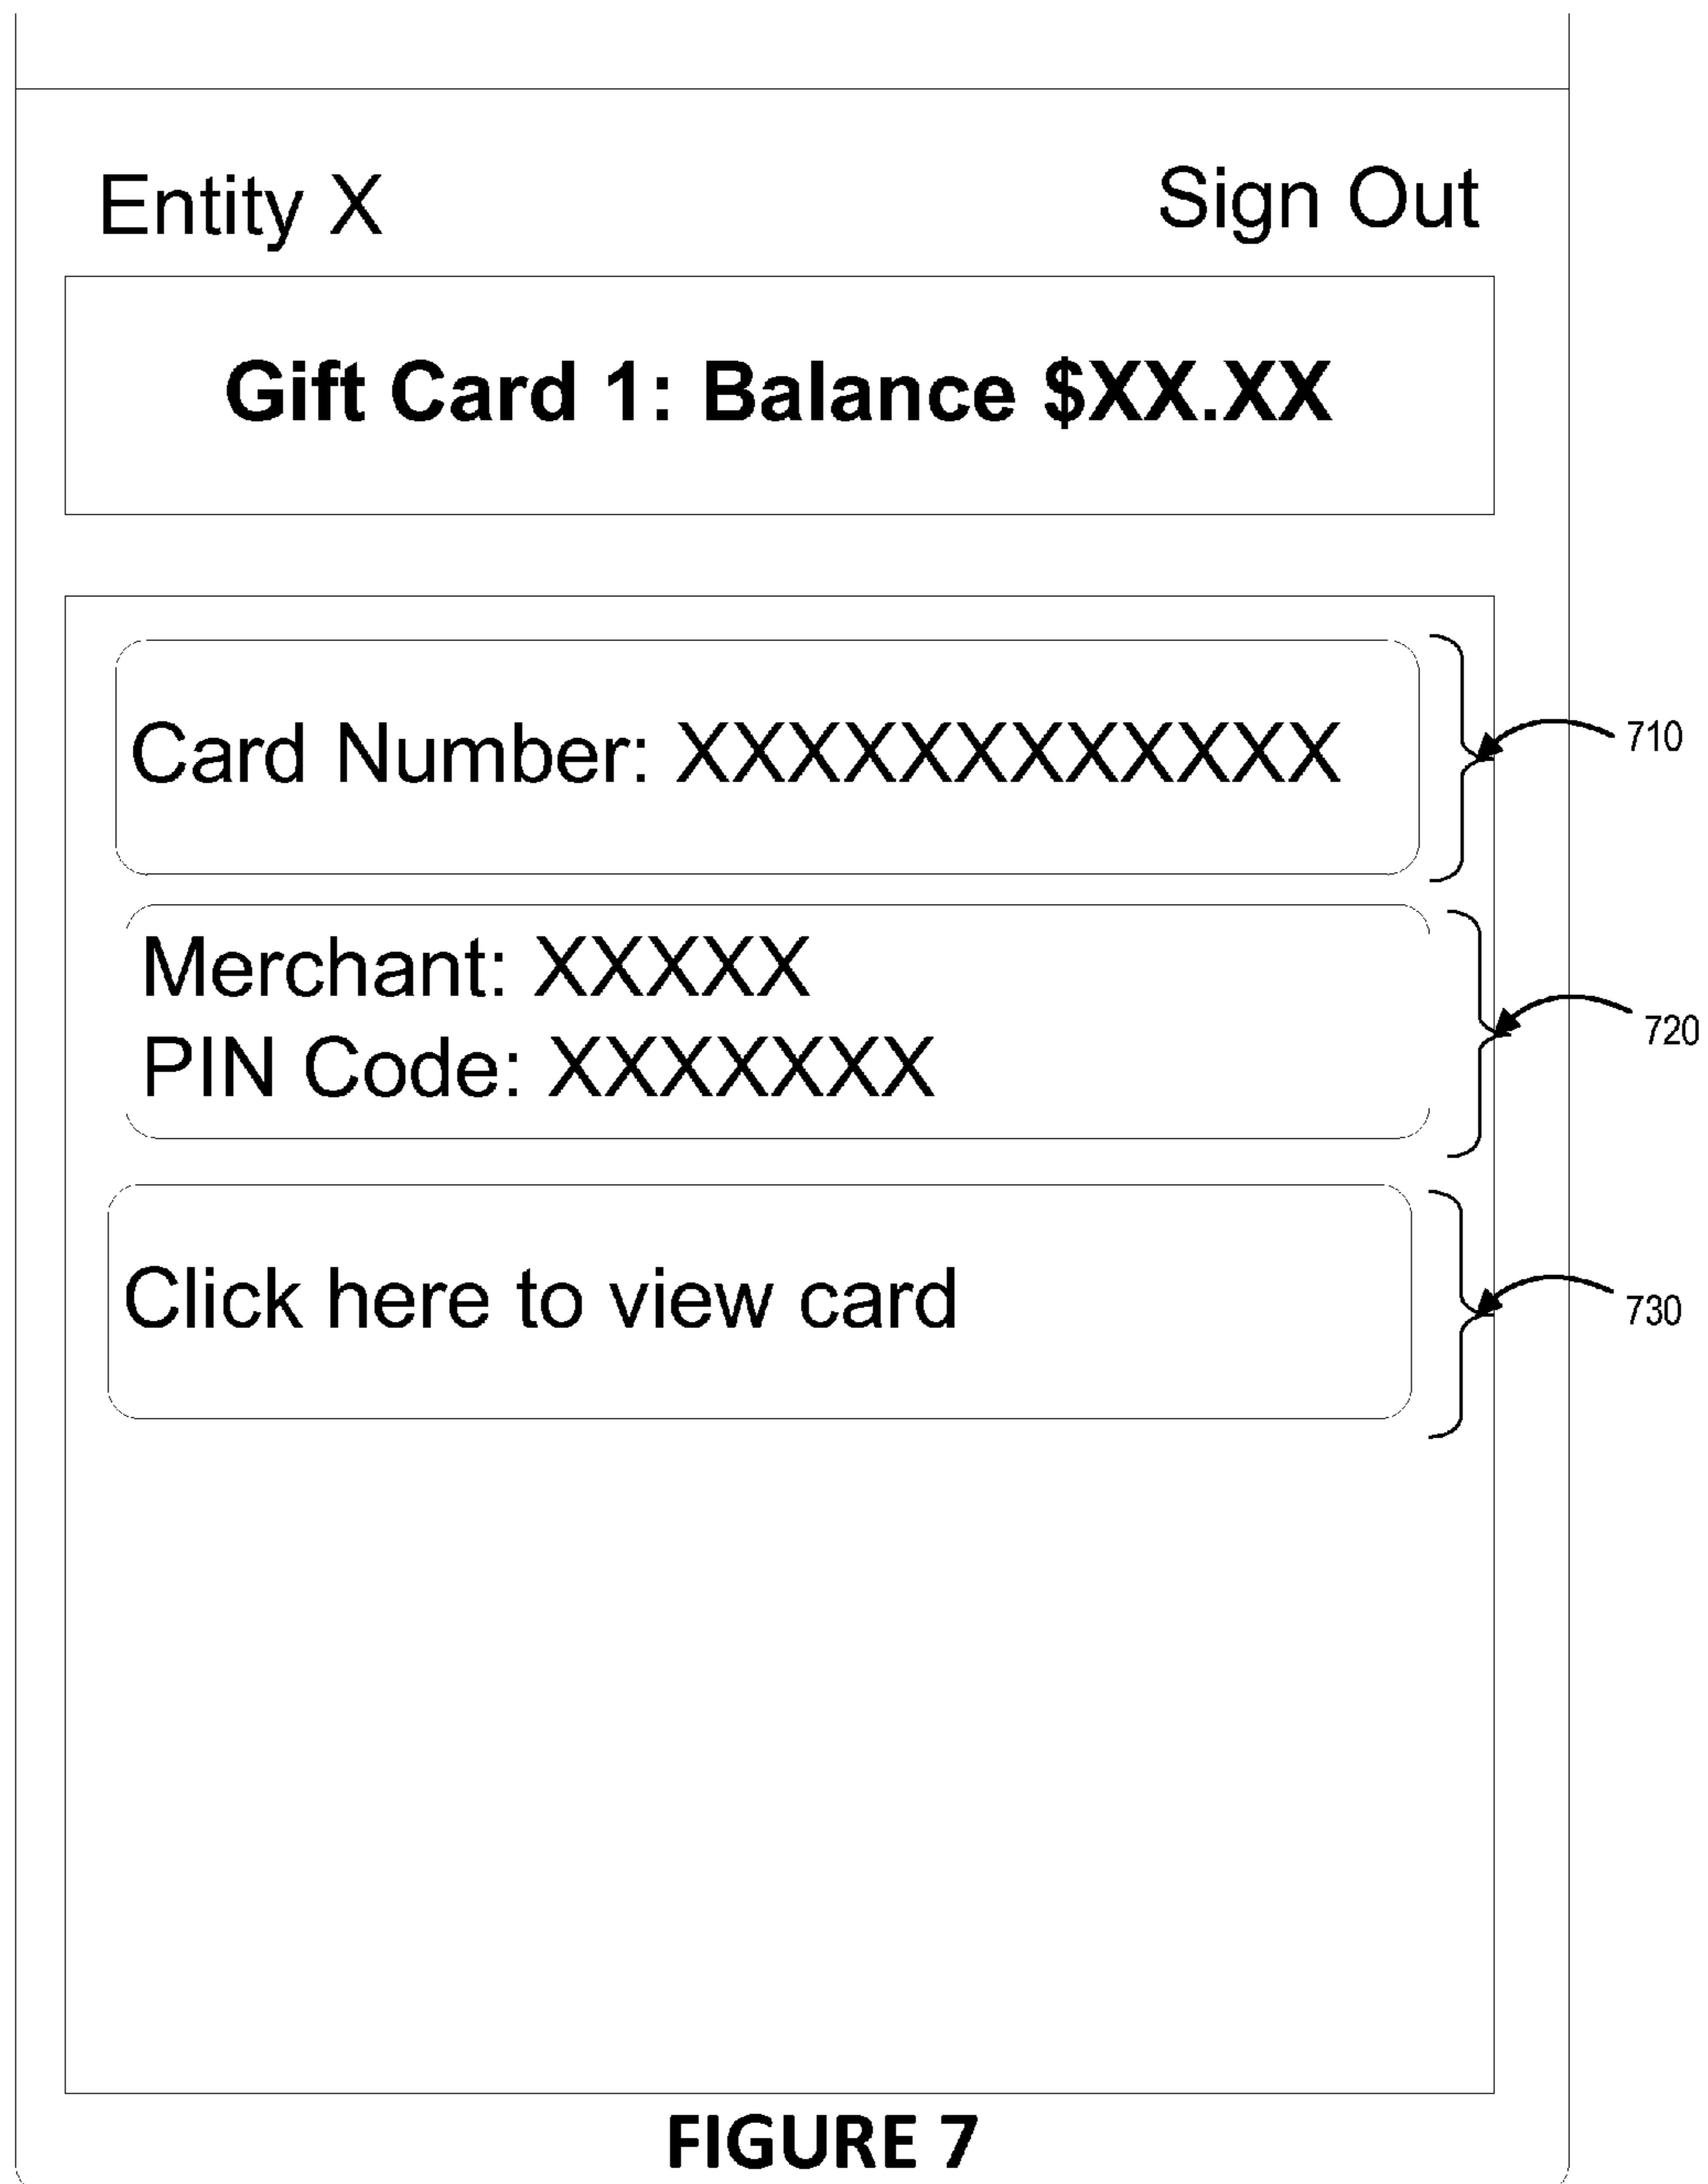 Entity X Sign Out
Gift Card 1: Balance $XX.XX
Card Number: XXXXXXXXXXXX
710
Merchant: XXXXX
PIN Code: XXXXXXX
720
Click here to view card
730
FIGURE 7